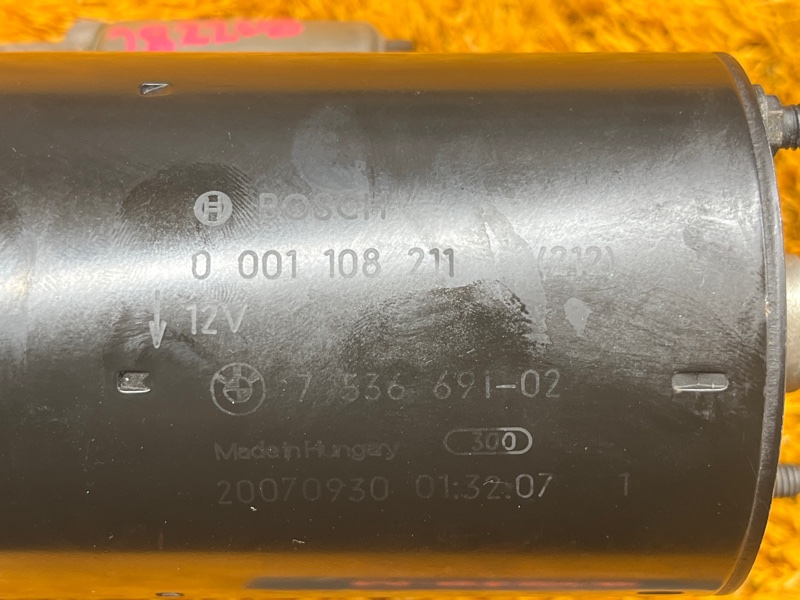 BOSCH
0 001 108 211 (212)
12V
7 536 691-02
Made in Hungary 300
20070930 01:32:07 1